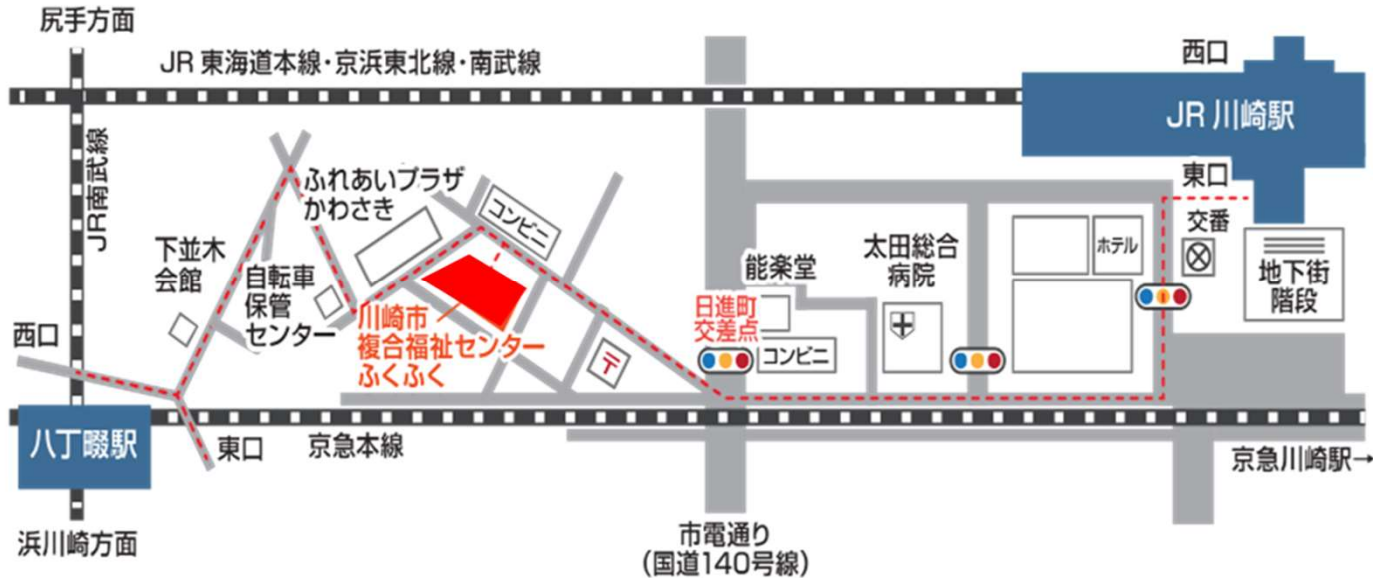 尻手方面
JR 東海道本線・京浜東北線・南武線
西口
JR 川崎駅
東口
JR南武線
ふれあいプラザ
かわさき
コンビニ
交番
ホテル
下並木
会館
太田総合
病院
能楽堂
地下街
階段
自転車
保管
センター
川崎市
複合福祉センター
ふくふく
日進町
交差点
コンビニ
〒
西口
八丁畷駅
東口
京急本線
京急川崎駅→
浜川崎方面
市電通り
(国道140号線)